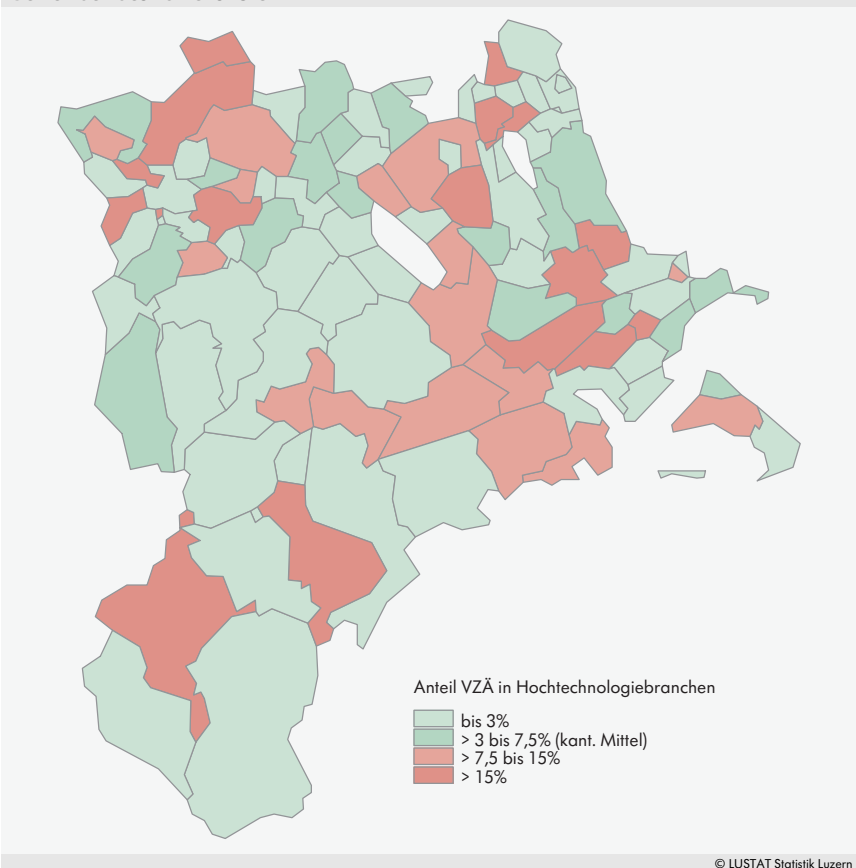 Anteil VZÄ in Hochtechnologiebranchen
bis 3%
> 3 bis 7,5% (kant. Mittel)
> 7,5 bis 15%
> 15%
© LUSTAT Statistik Luzern